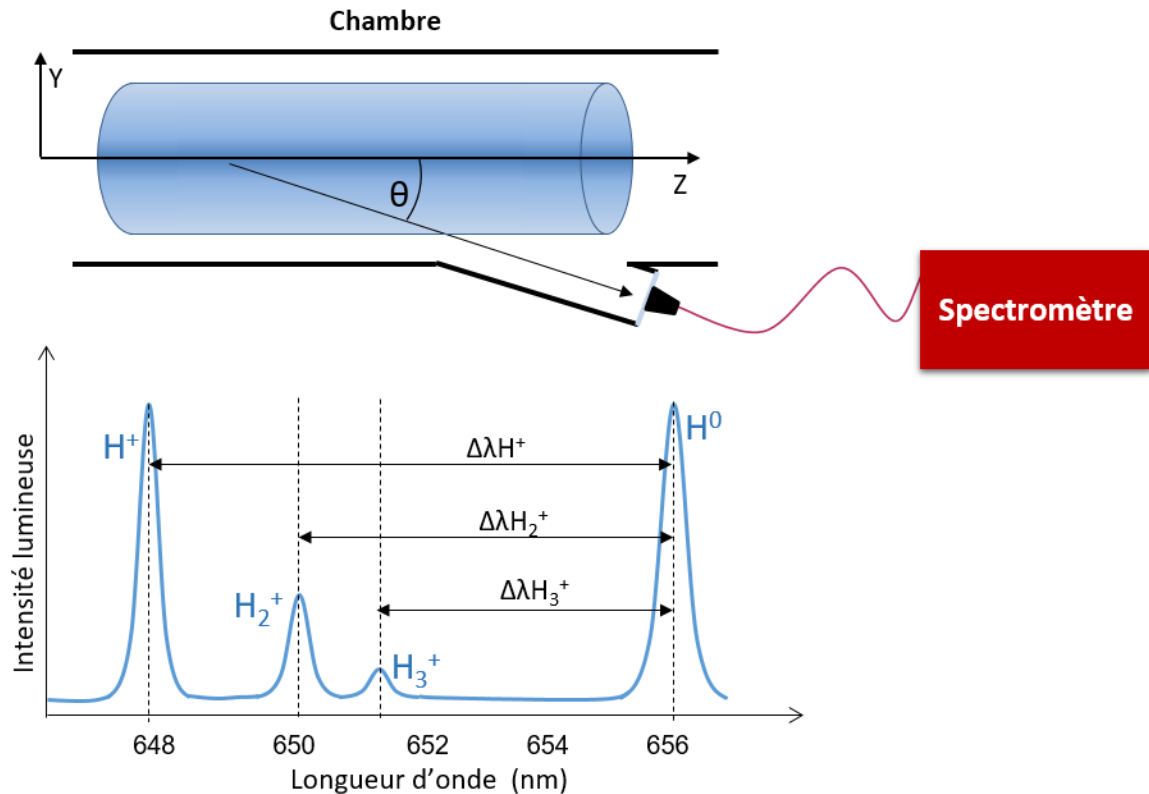 Chambre
Y
Z
θ
Spectromètre
Intensité lumineuse
H⁺
H⁰
ΔλH⁺
ΔλH₂⁺
H₂⁺
ΔλH₃⁺
H₃⁺
648 650 652 654 656
Longueur d’onde (nm)